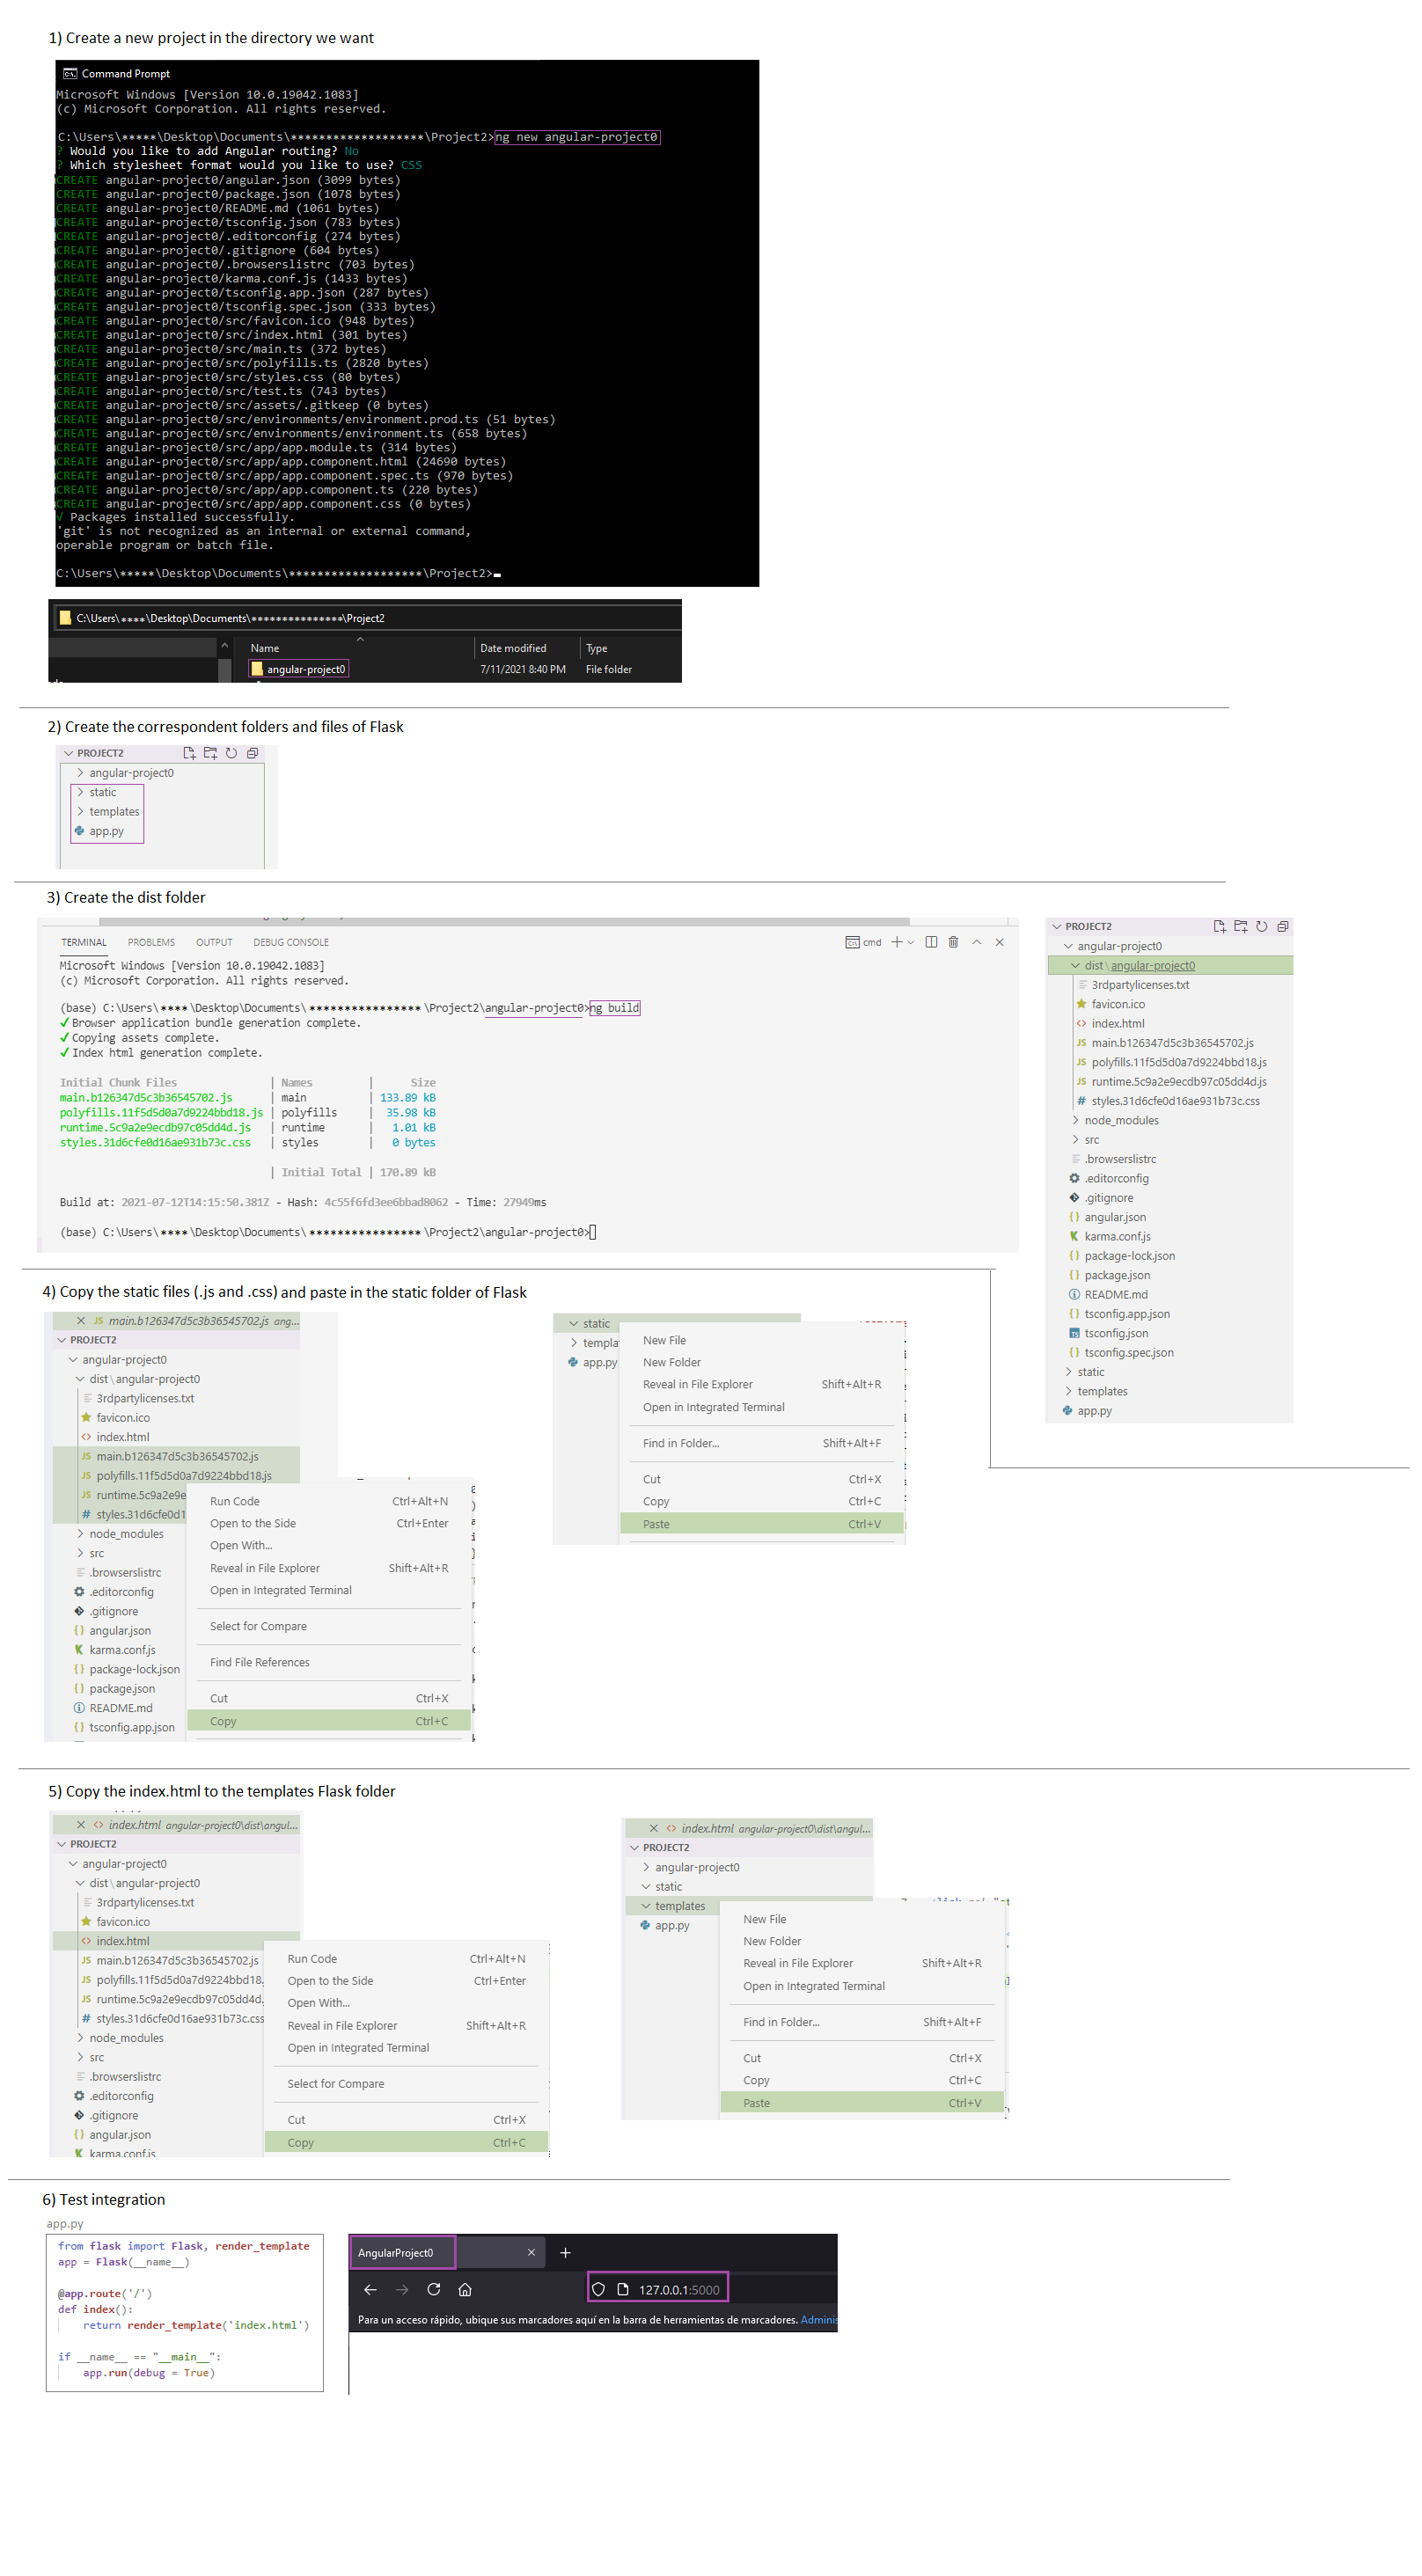 1) Create a new project in the directory we want
Command Prompt
Microsoft Windows [Version 10.0.19042.1083]
(c) Microsoft Corporation. All rights reserved.
C:\Users\*****\Desktop\Documents\*******************\Project2>ng new angular-project0
? Would you like to add Angular routing? No
? Which stylesheet format would you like to use? CSS
CREATE angular-project0/angular.json (3099 bytes)
CREATE angular-project0/package.json (1078 bytes)
CREATE angular-project0/README.md (1061 bytes)
CREATE angular-project0/tsconfig.json (783 bytes)
CREATE angular-project0/.editorconfig (274 bytes)
CREATE angular-project0/.gitignore (604 bytes)
CREATE angular-project0/.browserslistrc (703 bytes)
CREATE angular-project0/karma.conf.js (1433 bytes)
CREATE angular-project0/tsconfig.app.json (287 bytes)
CREATE angular-project0/tsconfig.spec.json (333 bytes)
CREATE angular-project0/src/favicon.ico (948 bytes)
CREATE angular-project0/src/index.html (301 bytes)
CREATE angular-project0/src/main.ts (372 bytes)
CREATE angular-project0/src/polyfills.ts (2820 bytes)
CREATE angular-project0/src/styles.css (80 bytes)
CREATE angular-project0/src/test.ts (743 bytes)
CREATE angular-project0/src/assets/.gitkeep (0 bytes)
CREATE angular-project0/src/environments/environment.prod.ts (51 bytes)
CREATE angular-project0/src/environments/environment.ts (658 bytes)
CREATE angular-project0/src/app/app.module.ts (314 bytes)
CREATE angular-project0/src/app/app.component.html (24690 bytes)
CREATE angular-project0/src/app/app.component.spec.ts (970 bytes)
CREATE angular-project0/src/app/app.component.ts (220 bytes)
CREATE angular-project0/src/app/app.component.css (0 bytes)
√ Packages installed successfully.
'git' is not recognized as an internal or external command,
operable program or batch file.
C:\Users\*****\Desktop\Documents\*******************\Project2>
C:\Users\****\Desktop\Documents\***************\Project2
Name Date modified Type
angular-project0 7/11/2021 8:40 PM File folder
2) Create the correspondent folders and files of Flask
PROJECT2
angular-project0
static
templates
app.py
3) Create the dist folder
TERMINAL PROBLEMS OUTPUT DEBUG CONSOLE cmd
Microsoft Windows [Version 10.0.19042.1083]
(c) Microsoft Corporation. All rights reserved.
(base) C:\Users\****\Desktop\Documents\****************\Project2\angular-project0>ng build
✓ Browser application bundle generation complete.
✓ Copying assets complete.
✓ Index html generation complete.
Initial Chunk Files | Names | Size
main.b126347d5c3b36545702.js | main | 133.89 kB
polyfills.11f5d5d0a7d9224bbd18.js | polyfills | 35.98 kB
runtime.5c9a2e9ecdb97c05dd4d.js | runtime | 1.01 kB
styles.31d6cfe0d16ae931b73c.css | styles | 0 bytes
| Initial Total | 170.89 kB
Build at: 2021-07-12T14:15:50.381Z - Hash: 4c55f6fd3ee6bbad8062 - Time: 27949ms
(base) C:\Users\****\Desktop\Documents\****************\Project2\angular-project0>
PROJECT2
angular-project0
dist\angular-project0
3rdpartylicenses.txt
favicon.ico
index.html
main.b126347d5c3b36545702.js
polyfills.11f5d5d0a7d9224bbd18.js
runtime.5c9a2e9ecdb97c05dd4d.js
styles.31d6cfe0d16ae931b73c.css
node_modules
src
.browserslistrc
.editorconfig
.gitignore
angular.json
karma.conf.js
package-lock.json
package.json
README.md
tsconfig.app.json
tsconfig.json
tsconfig.spec.json
static
templates
app.py
4) Copy the static files (.js and .css) and paste in the static folder of Flask
main.b126347d5c3b36545702.js ang...
PROJECT2
angular-project0
dist\angular-project0
3rdpartylicenses.txt
favicon.ico
index.html
main.b126347d5c3b36545702.js
polyfills.11f5d5d0a7d9224bbd18.js
runtime.5c9a2e9e
styles.31d6cfe0d1
node_modules
src
.browserslistrc
.editorconfig
.gitignore
angular.json
karma.conf.js
package-lock.json
package.json
README.md
tsconfig.app.json
Run Code Ctrl+Alt+N
Open to the Side Ctrl+Enter
Open With...
Reveal in File Explorer Shift+Alt+R
Open in Integrated Terminal
Select for Compare
Find File References
Cut Ctrl+X
Copy Ctrl+C
static
templa
app.py
New File
New Folder
Reveal in File Explorer Shift+Alt+R
Open in Integrated Terminal
Find in Folder... Shift+Alt+F
Cut Ctrl+X
Copy Ctrl+C
Paste Ctrl+V
5) Copy the index.html to the templates Flask folder
index.html angular-project0\dist\angul...
PROJECT2
angular-project0
dist\angular-project0
3rdpartylicenses.txt
favicon.ico
index.html
main.b126347d5c3b36545702.js
polyfills.11f5d5d0a7d9224bbd18.
runtime.5c9a2e9ecdb97c05dd4d.
styles.31d6cfe0d16ae931b73c.css
node_modules
src
.browserslistrc
.editorconfig
.gitignore
angular.json
karma.conf.js
Run Code Ctrl+Alt+N
Open to the Side Ctrl+Enter
Open With...
Reveal in File Explorer Shift+Alt+R
Open in Integrated Terminal
Select for Compare
Cut Ctrl+X
Copy Ctrl+C
index.html angular-project0\dist\angul...
PROJECT2
angular-project0
static
templates
app.py
New File
New Folder
Reveal in File Explorer Shift+Alt+R
Open in Integrated Terminal
Find in Folder... Shift+Alt+F
Cut Ctrl+X
Copy Ctrl+C
Paste Ctrl+V
6) Test integration
app.py
from flask import Flask, render_template
app = Flask(__name__)
@app.route('/')
def index():
return render_template('index.html')
if __name__ == "__main__":
app.run(debug = True)
AngularProject0
127.0.0.1:5000
Para un acceso rápido, ubique sus marcadores aquí en la barra de herramientas de marcadores. Adminis